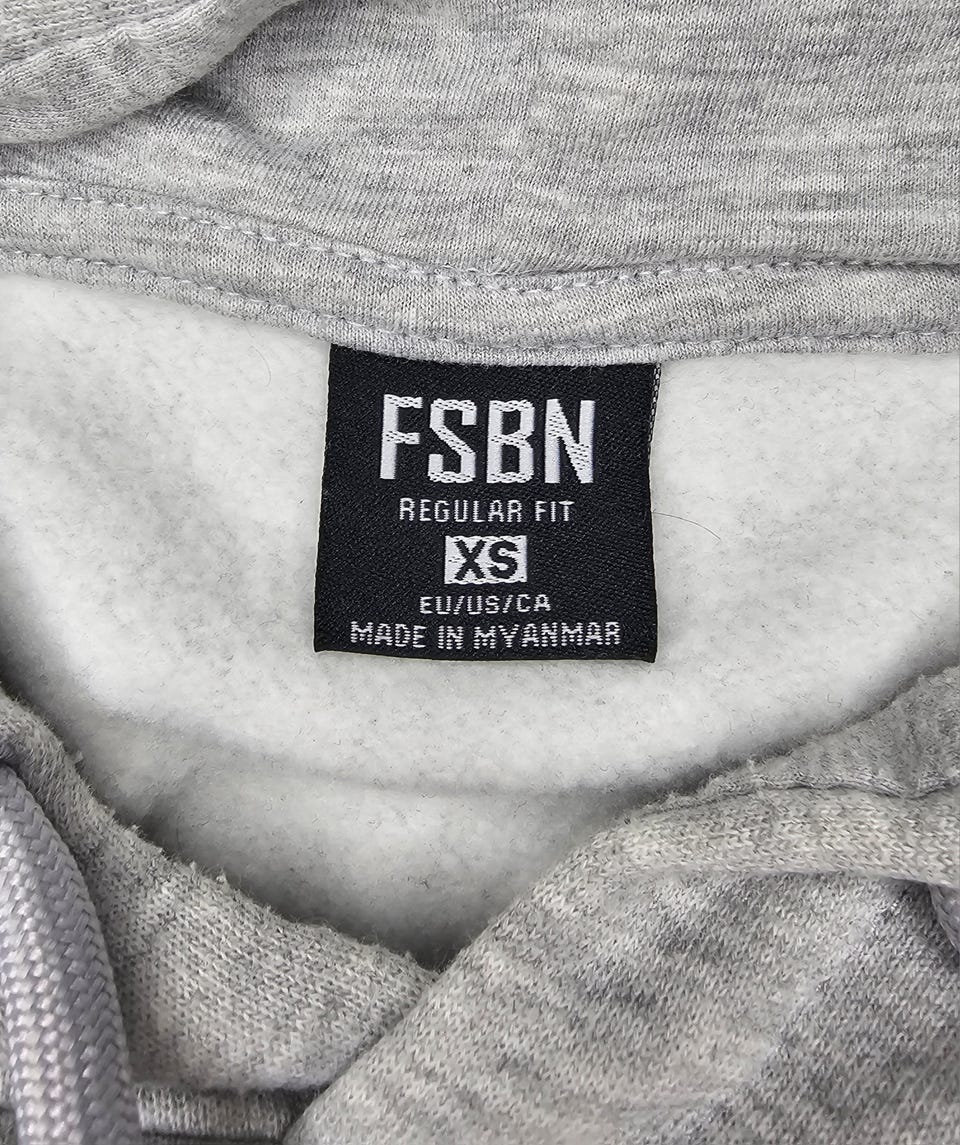 FSBN
REGULAR FIT
XS
EU/US/CA
MADE IN MYANMAR